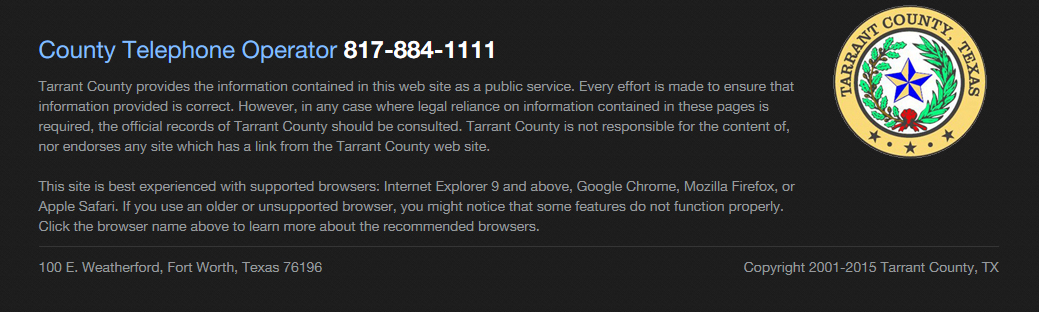 County Telephone Operator 817-884-1111
TARRANT COUNTY, TEXAS
Tarrant County provides the information contained in this web site as a public service. Every effort is made to ensure that
information provided is correct. However, in any case where legal reliance on information contained in these pages is
required, the official records of Tarrant County should be consulted. Tarrant County is not responsible for the content of,
nor endorses any site which has a link from the Tarrant County web site.
This site is best experienced with supported browsers: Internet Explorer 9 and above, Google Chrome, Mozilla Firefox, or
Apple Safari. If you use an older or unsupported browser, you might notice that some features do not function properly.
Click the browser name above to learn more about the recommended browsers.
100 E. Weatherford, Fort Worth, Texas 76196
Copyright 2001-2015 Tarrant County, TX